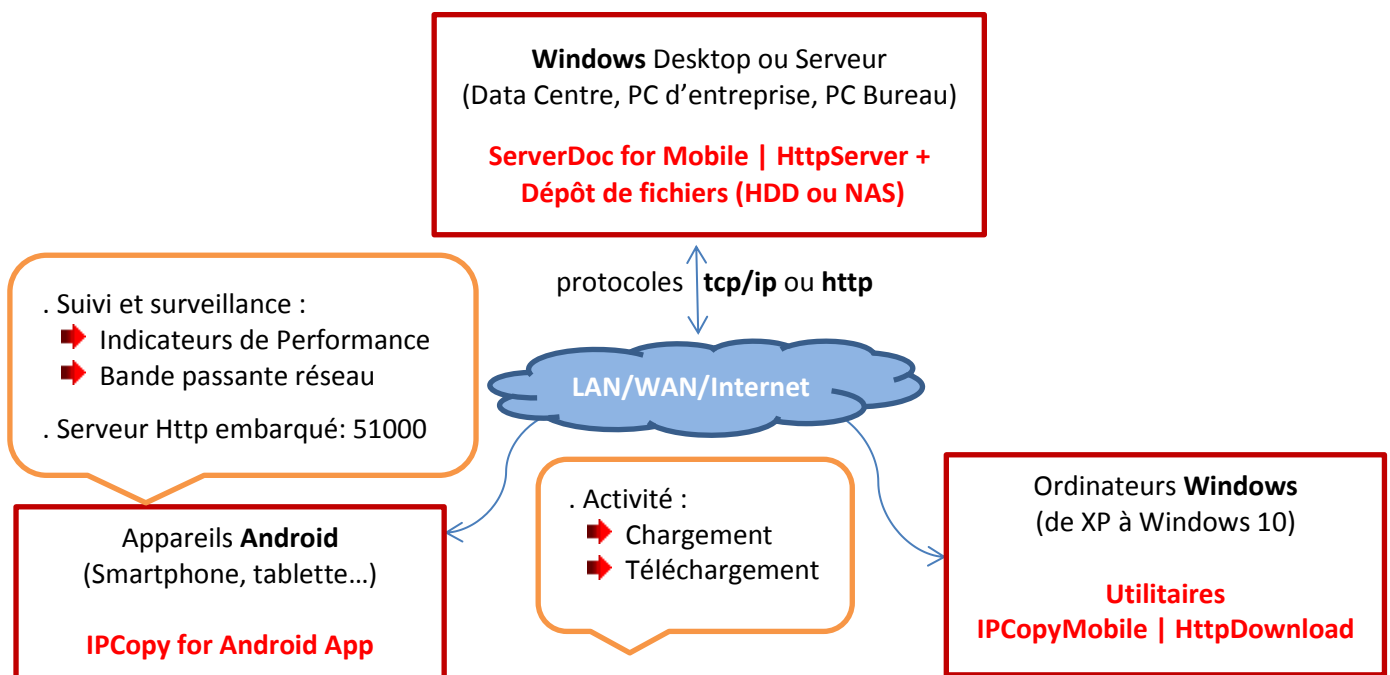 Windows Desktop ou Serveur
(Data Centre, PC d’entreprise, PC Bureau)
ServerDoc for Mobile | HttpServer +
Dépôt de fichiers (HDD ou NAS)
protocoles tcp/ip ou http
. Suivi et surveillance :
Indicateurs de Performance
Bande passante réseau
. Serveur Http embarqué: 51000
LAN/WAN/Internet
Appareils Android
(Smartphone, tablette…)
IPCopy for Android App
. Activité :
Chargement
Téléchargement
Ordinateurs Windows
(de XP à Windows 10)
Utilitaires
IPCopyMobile | HttpDownload